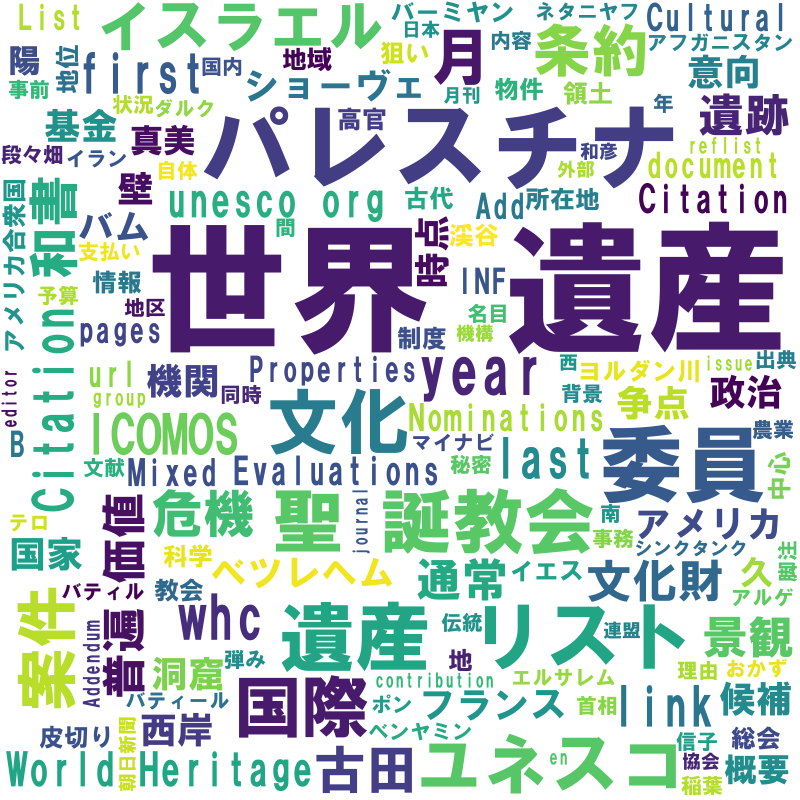 List
イスラエル
バーミヤン
ネタニヤフ
Cultural
陽
地位
first
国内
地域
日本
狙い
内容
月
条約
アフガニスタン
事前
ショーヴェ
月刊
物件
領土
意向
状況
ダルク
基金
真美
高官
パレスチナ
年
遺跡
reflist
段々畑
イラン
自体
和彦
外部
document
アメリカ合衆国
和書
壁
unesco org
古代
Add
所在地
Citation
バム
支払い
間
世界遺産
時点
渓谷
INF
情報
予算
地区
名目
pages
制度
機構
Citation
editor
url
group
機関
同時
Properties
year
西
ヨルダン川
issue
出典
背景
争点
政治
B
ICOMOS
文化
Nominations
マイナビ
last
委員
農業
文献
Mixed
Evaluations
秘密
中心
テロ
国家
価値
危機
聖誕教会
journal
南
事務
アメリカ
シンクタンク
脚注
科学
ベツレヘム
通常
イエス
文化財
久
アルゲ
案件
バティル
教会
普遍
whc
遺産
リスト
伝統
連盟
景観
Addendum
洞窟
弾み
地
contribution
エルサレム
理由
おかず
バティール
国際
ポン
フランス
首相
link
候補
朝日新聞
皮切り
西岸
ベンヤミン
信子
総会
World Heritage
古田
ユネスコ
en
協会
概要
稲葉